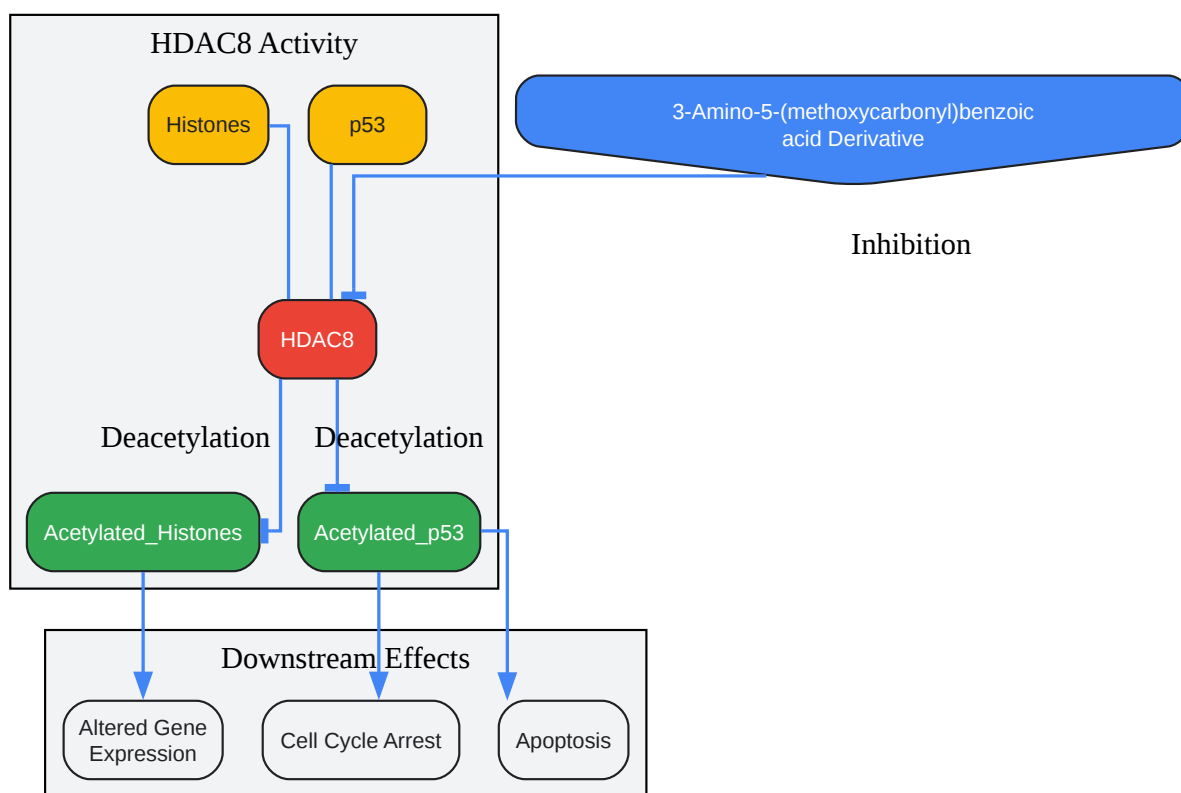 HDAC8 Activity
Histones
p53
3-Amino-5-(methoxycarbonyl)benzoic
acid Derivative
Inhibition
HDAC8
Deacetylation
Deacetylation
Acetylated_Histones
Acetylated_p53
Downstream Effects
Altered Gene
Expression
Cell Cycle Arrest
Apoptosis